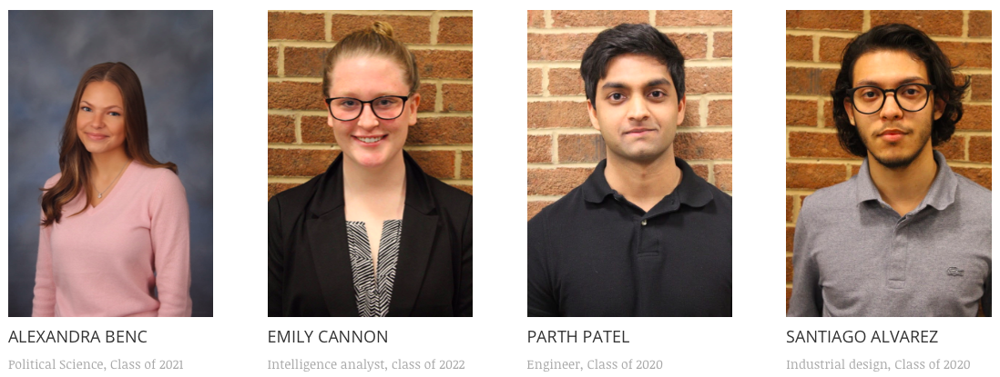 ALEXANDRA BENC
Political Science, Class of 2021
EMILY CANNON
Intelligence analyst, class of 2022
PARTH PATEL
Engineer, Class of 2020
SANTIAGO ALVAREZ
Industrial design, Class of 2020